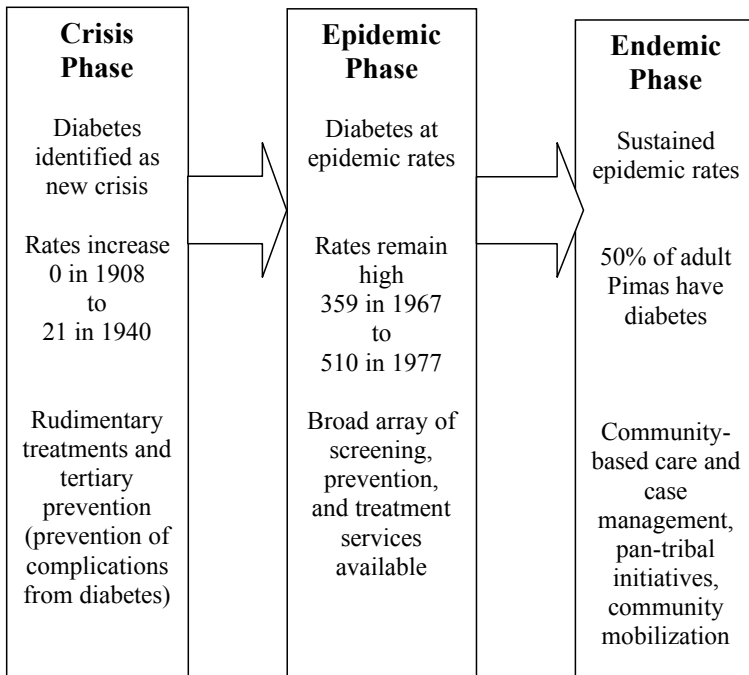 Crisis
Phase
Diabetes
identified as
new crisis
Rates increase
0 in 1908
to
21 in 1940
Rudimentary
treatments and
tertiary
prevention
(prevention of
complications
from diabetes)
Epidemic
Phase
Diabetes at
epidemic rates
Rates remain
high
359 in 1967
to
510 in 1977
Broad array of
screening,
prevention,
and treatment
services
available
Endemic
Phase
Sustained
epidemic rates
50% of adult
Pimas have
diabetes
Community-
based care and
case
management,
pan-tribal
initiatives,
community
mobilization